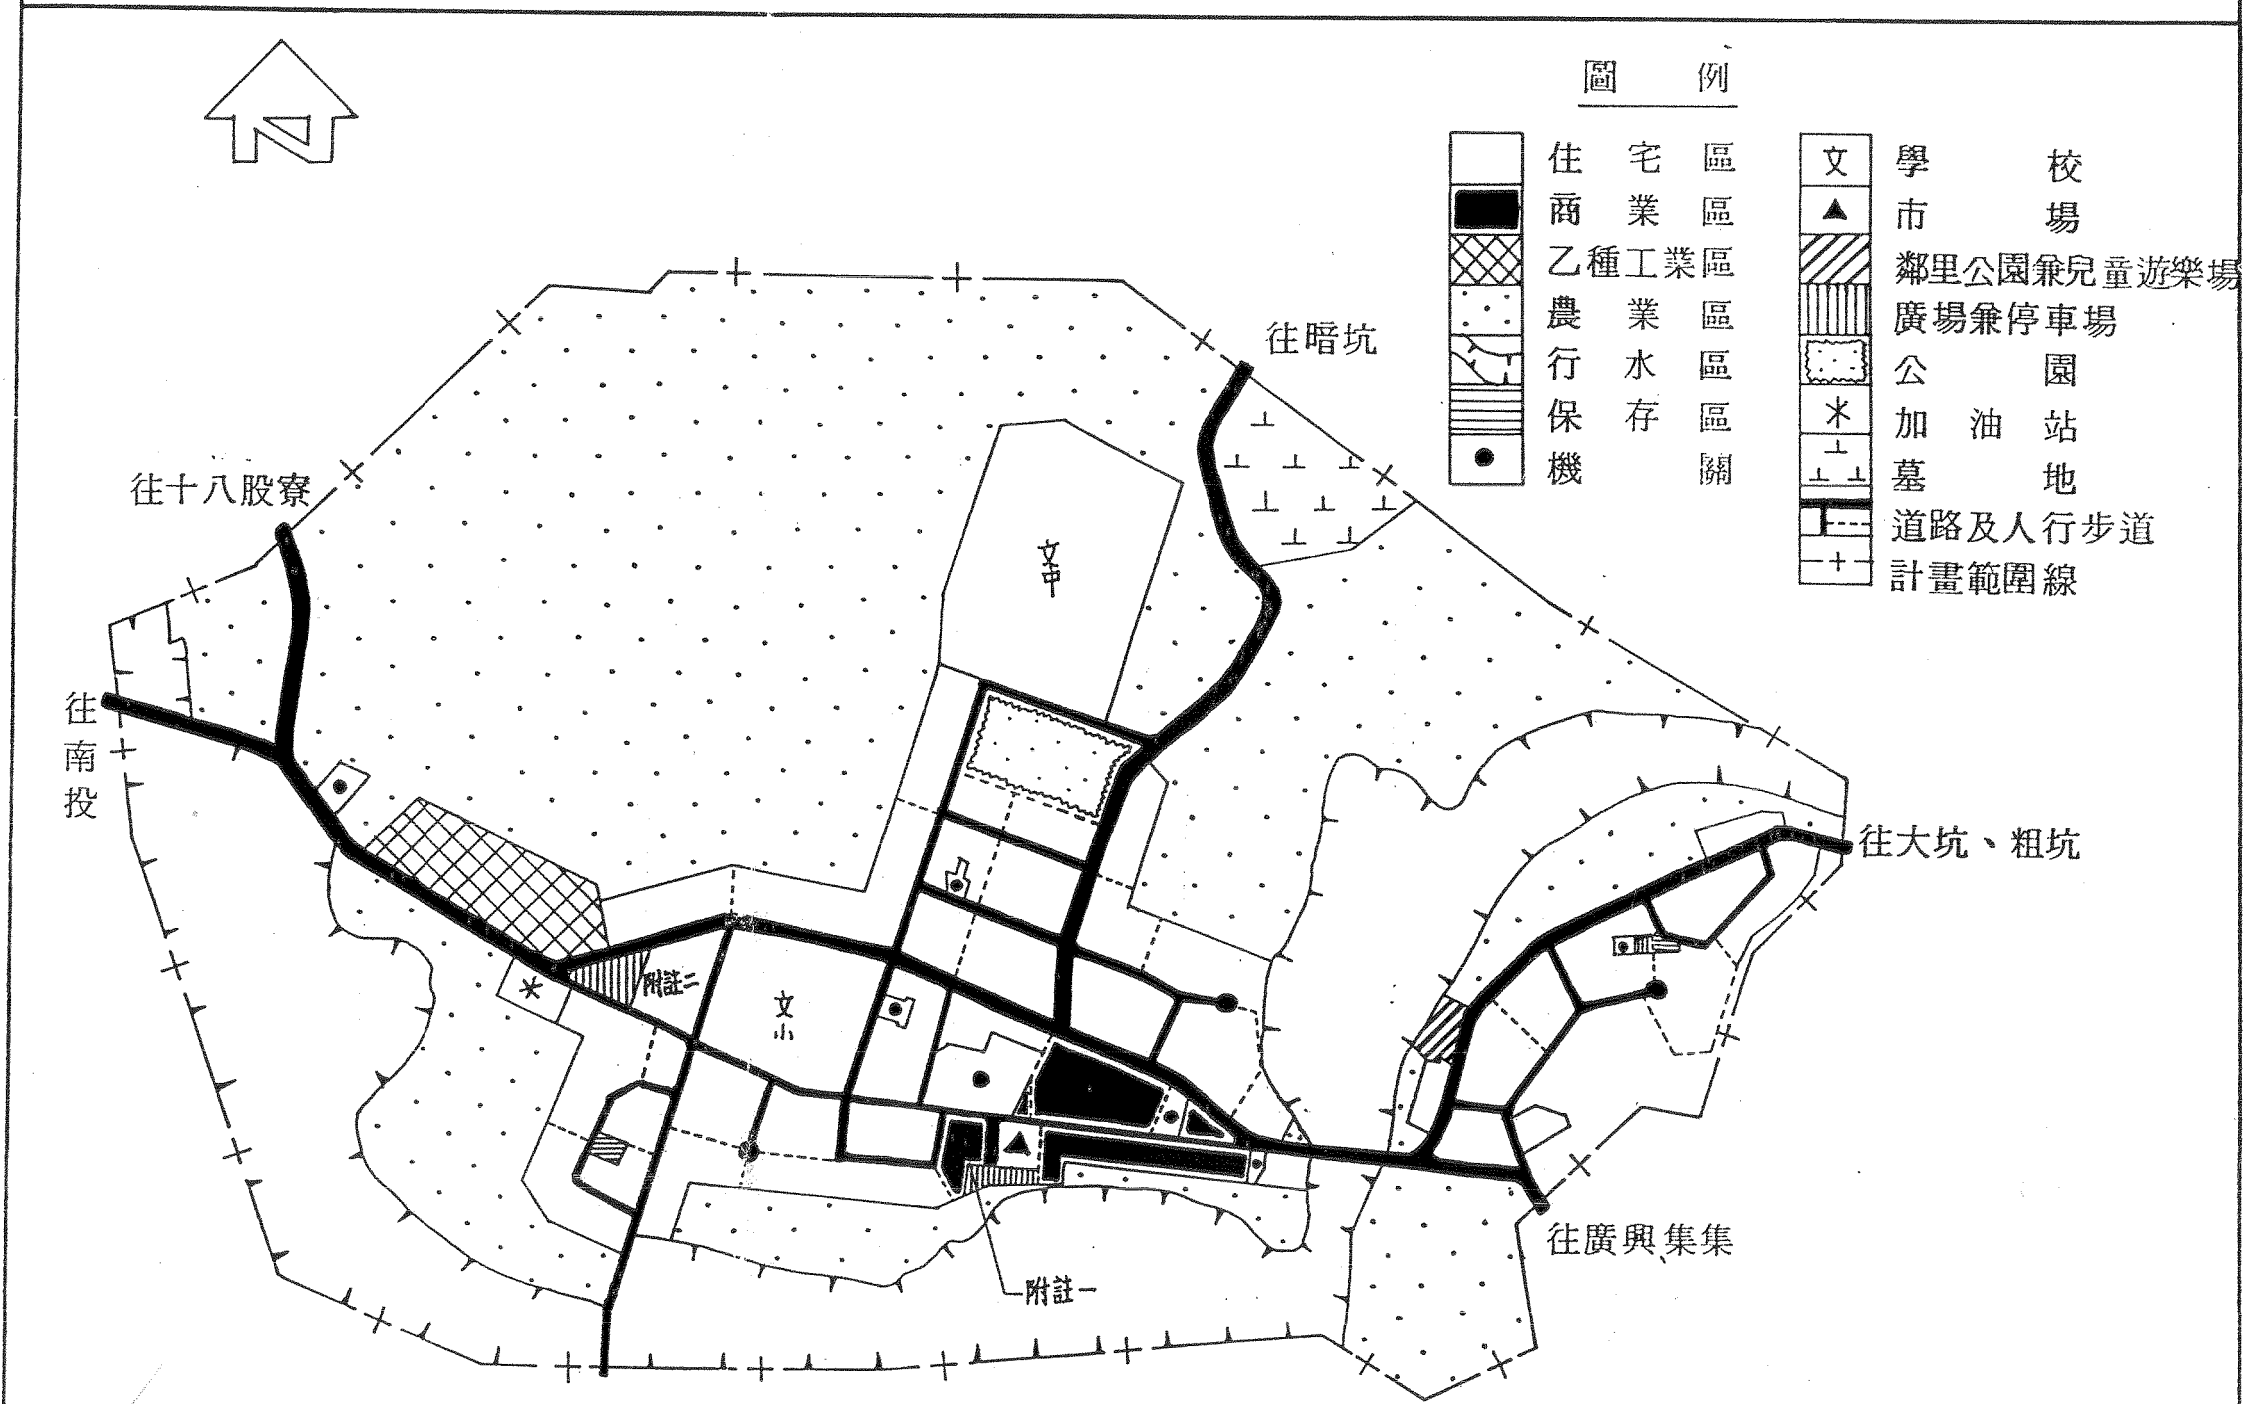 圖例
住宅區
商業區
乙種工業區
農業區
行水區
保存區
機關
文 學校
市場
鄰里公園兼兒童遊樂場
廣場兼停車場
公園
加油站
墓地
道路及人行步道
計畫範圍線
往暗坑
往十八股寮
往南投
文中
往大坑、粗坑
附註二
文小
往廣興集集
附註一